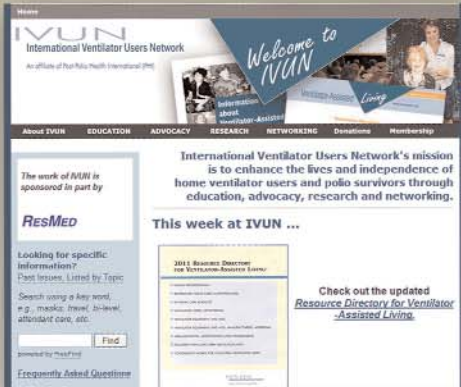 Home
IVUN
International Ventilator Users Network
An affiliate of Post-Polio Health International (PHI)
Welcome to
IVUN
Information
about
Ventilator-Assisted
Ventilator-Assisted Living
About IVUN EDUCATION ADVOCACY RESEARCH NETWORKING Donations Membership
The work of IVUN is
sponsored in part by
RESMED
Looking for specific
information?
Past Issues, Listed by Topic
Search using a key word,
e.g., masks, travel, bi-level,
attendant care, etc.
Find
powered by FreeFind
Frequently Asked Questions
International Ventilator Users Network's mission
is to enhance the lives and independence of
home ventilator users and polio survivors through
education, advocacy, research and networking.
This week at IVUN ...
2011 RESOURCE DIRECTORY
FOR VENTILATOR-ASSISTED LIVING
Check out the updated
Resource Directory for Ventilator
-Assisted Living.